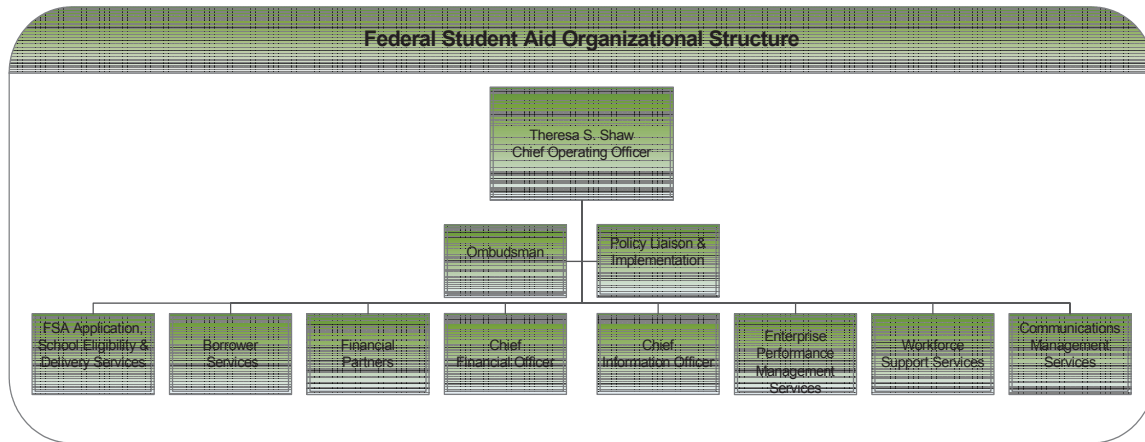 Federal Student Aid Organizational Structure
Theresa S. Shaw
Chief Operating Officer
Ombudsman
Policy Liaison &
Implementation
FSA Application,
School Eligibility &
Delivery Services
Borrower
Services
Financial
Partners
Chief
Financial Officer
Chief
Information Officer
Enterprise
Performance
Management
Services
Workforce
Support Services
Communications
Management
Services